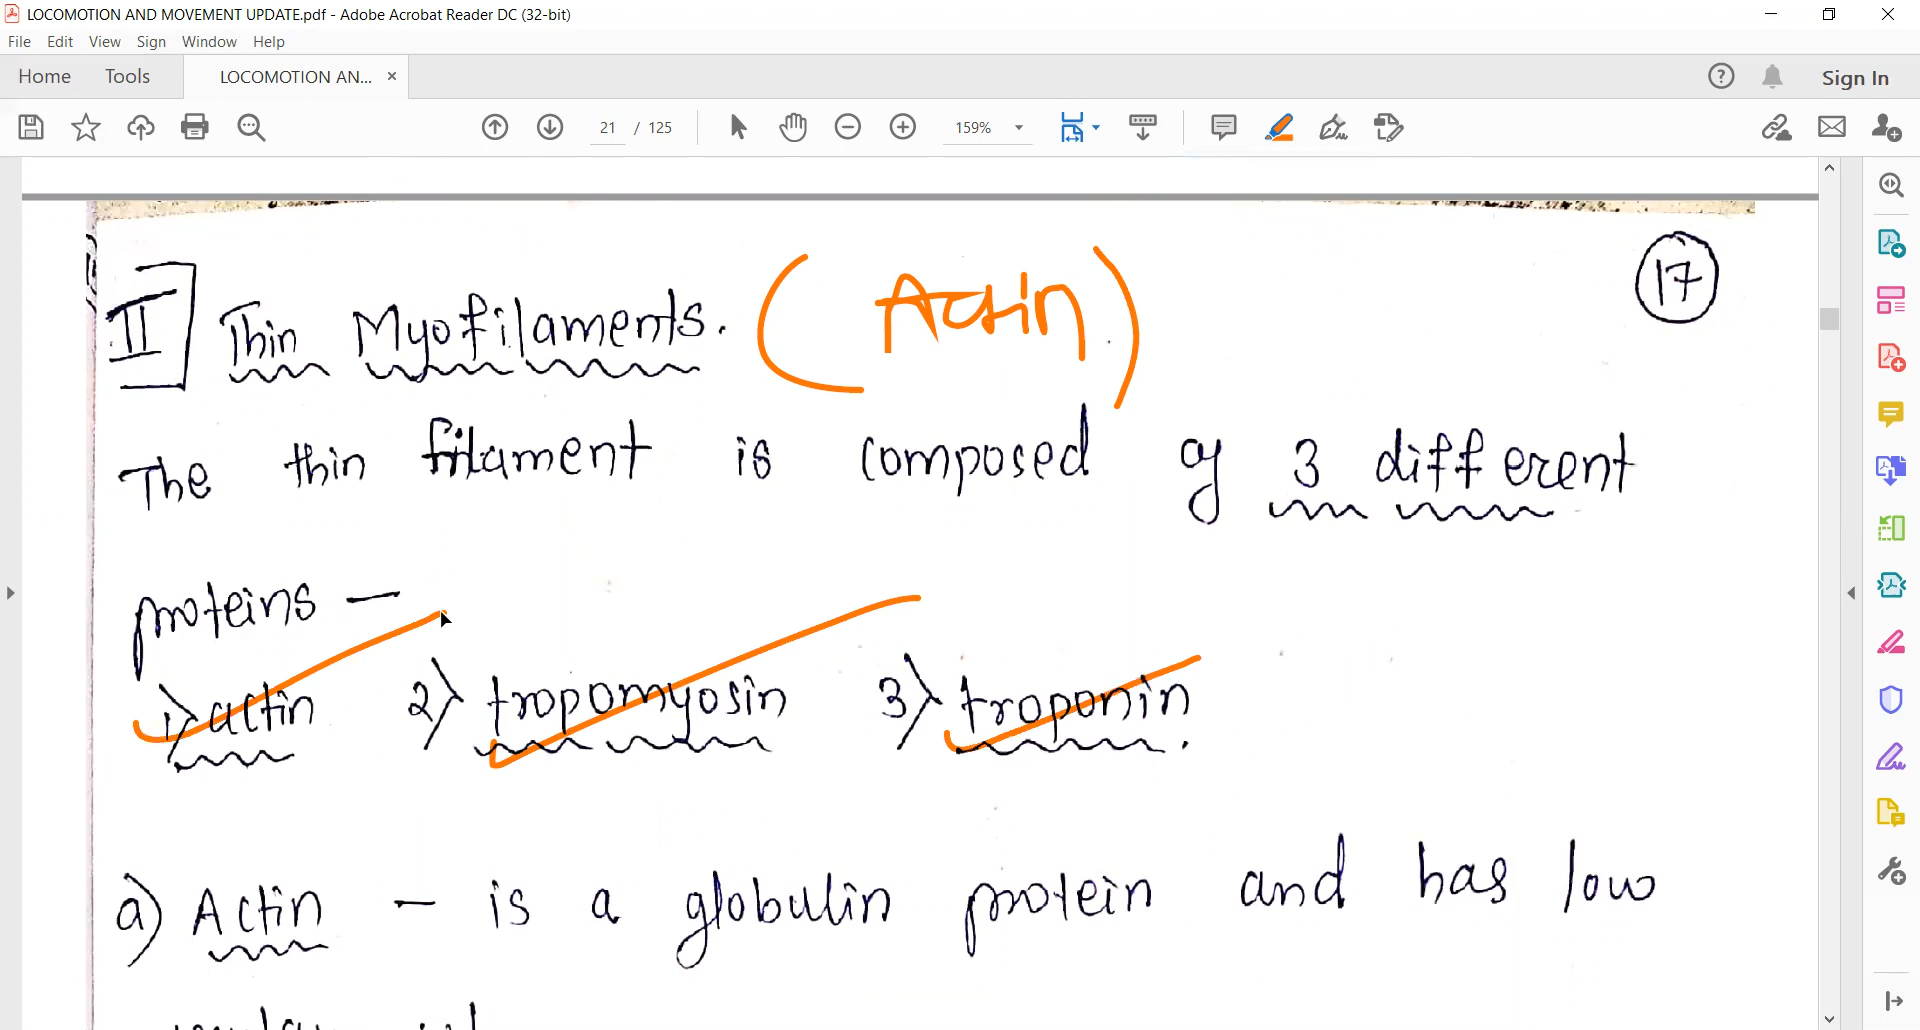 LOCOMOTION AND MOVEMENT UPDATE.pdf - Adobe Acrobat Reader DC (32-bit)
File Edit View Sign Window Help
Home Tools LOCOMOTION AN... × Sign In
21 / 125 159%
17
II Thin Myofilaments. (Actin)
The thin filament is composed of 3 different
proteins —
1) actin 2) tropomyosin 3) troponin.
a) Actin — is a globulin protein and has low